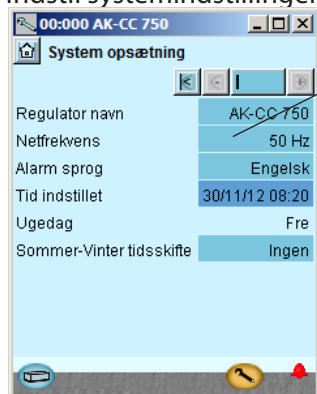 Indstil systemindstillinger
00:000 AK-CC 750
System opsætning
Regulator navn AK-CC 750
Netfrekvens 50 Hz
Alarm sprog Engelsk
Tid indstillet 30/11/12 08:20
Ugedag Fre
Sommer-Vinter tidsskifte Ingen